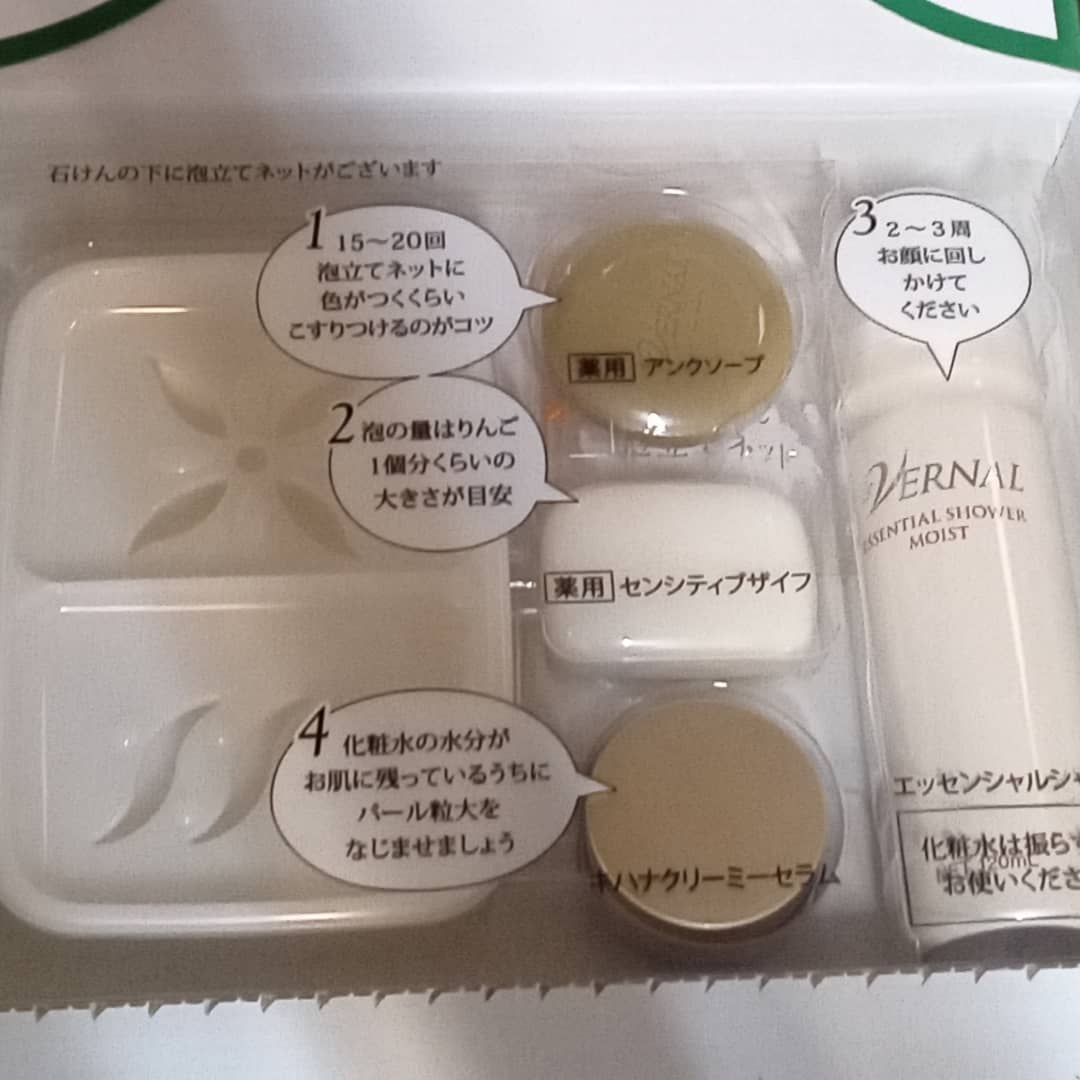 石けんの下に泡立てネットがございます
1 15〜20回
泡立てネットに
色がつくくらい
こすりつけるのがコツ
薬用 アンクソープ
2 泡の量はりんご
1個分くらいの
大きさが目安
薬用 センシティブザイフ
3 2〜3周
お顔に回し
かけて
ください
VERNAL
ESSENTIAL SHOWER
MOIST
エッセンシャルシャ
化粧水は振らず
お使いくださ
120mL
4 化粧水の水分が
お肌に残っているうちに
パール粒大を
なじませましょう
キハナクリーミーセラム